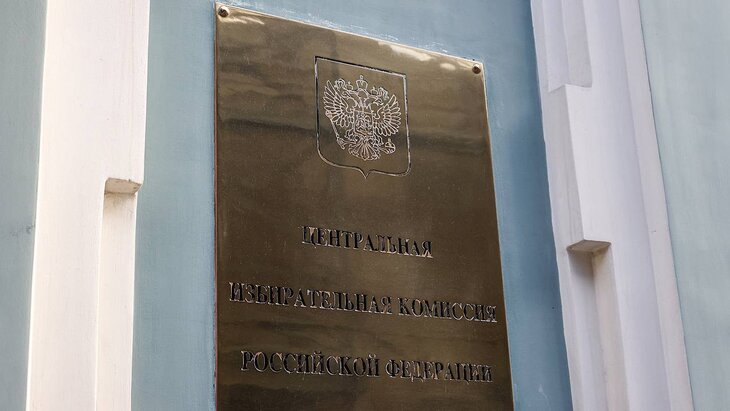 ЦЕНТРАЛЬНАЯ
ИЗБИРАТЕЛЬНАЯ КОМИССИЯ
РОССИЙСКОЙ ФЕДЕРАЦИИ